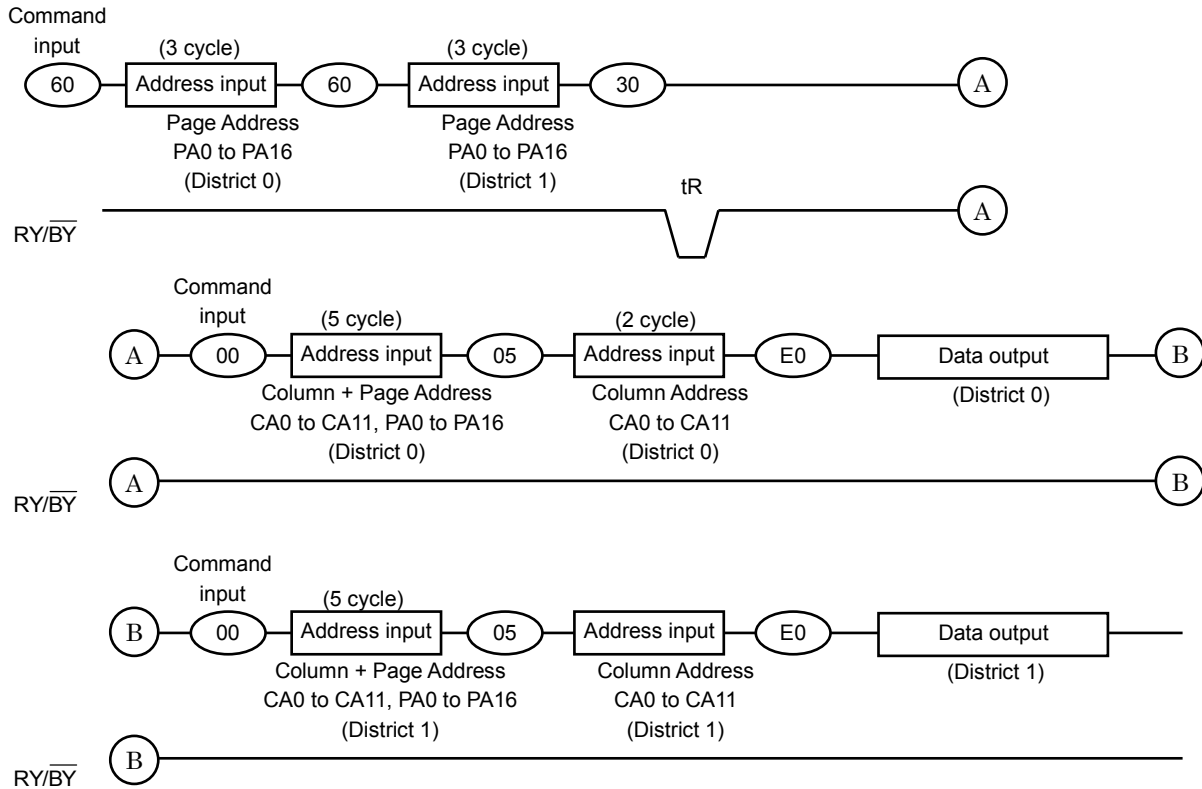 Command
input
(3 cycle) (3 cycle)
60 Address input 60 Address input 30 A
Page Address Page Address
PA0 to PA16 PA0 to PA16
(District 0) (District 1)
tR
RY/BY A
Command
input
(5 cycle) (2 cycle)
A 00 Address input 05 Address input E0 Data output B
Column + Page Address Column Address (District 0)
CA0 to CA11, PA0 to PA16 CA0 to CA11
(District 0) (District 0)
RY/BY A B
Command
input
(5 cycle)
B 00 Address input 05 Address input E0 Data output
Column + Page Address Column Address (District 1)
CA0 to CA11, PA0 to PA16 CA0 to CA11
(District 1) (District 1)
RY/BY B